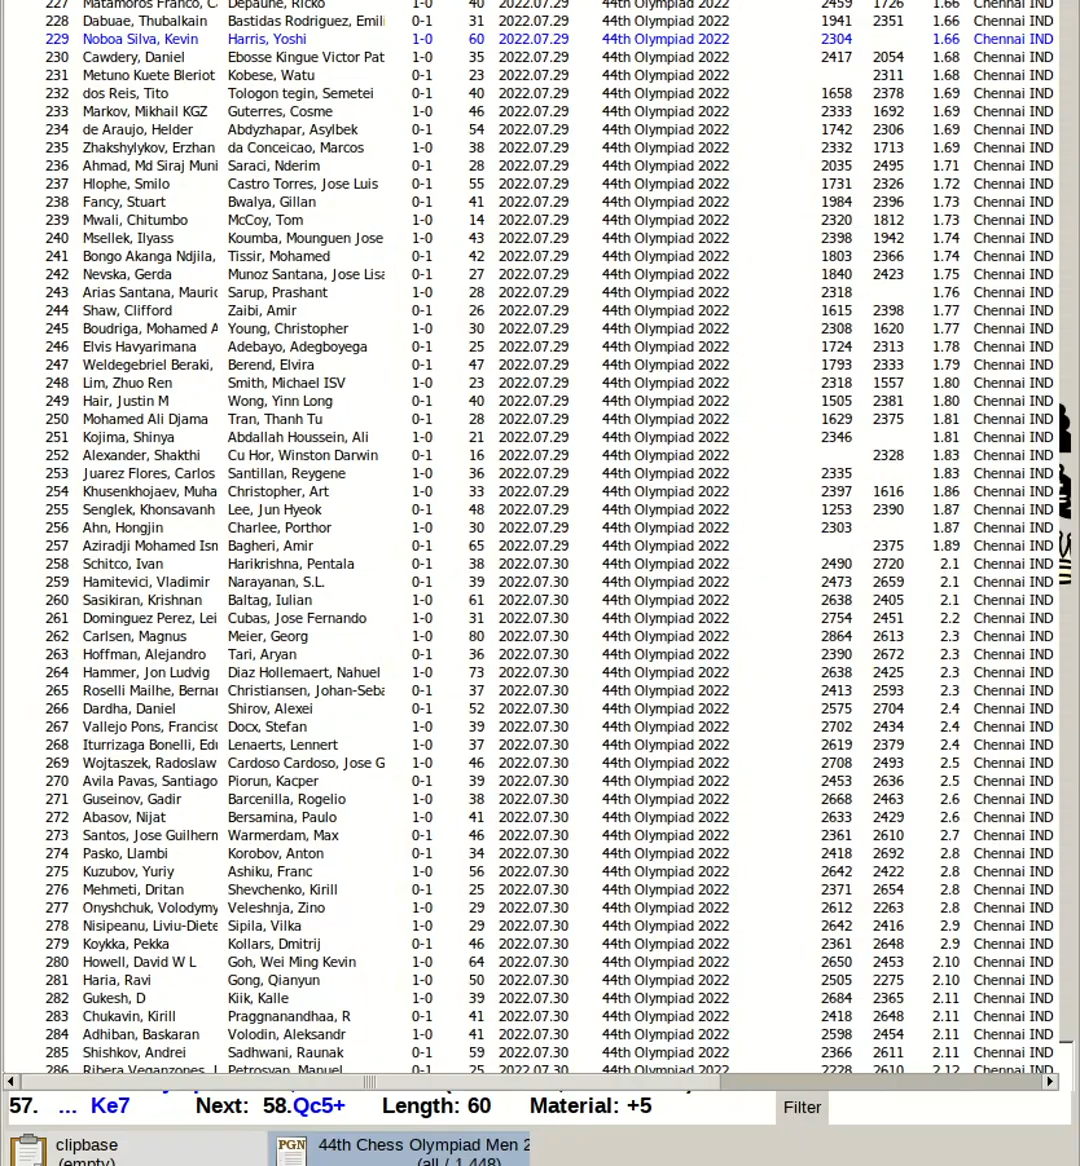 227 Matamoros Franco, C. Depaune, Ricko 1-0 40 2022.07.29 44th Olympiad 2022 2459 1726 1.66 Chennai IND
228 Dabuae, Thubalkain Bastidas Rodriguez, Emili 0-1 31 2022.07.29 44th Olympiad 2022 1941 2351 1.66 Chennai IND
229 Noboa Silva, Kevin Harris, Yoshi 1-0 60 2022.07.29 44th Olympiad 2022 2304 1.66 Chennai IND
230 Cawdery, Daniel Ebosse Kingue Victor Pat 1-0 35 2022.07.29 44th Olympiad 2022 2417 2054 1.68 Chennai IND
231 Metuno Kuete Bleriot Kobese, Watu 0-1 23 2022.07.29 44th Olympiad 2022 2311 1.68 Chennai IND
232 dos Reis, Tito Tologon tegin, Semetei 0-1 40 2022.07.29 44th Olympiad 2022 1658 2378 1.69 Chennai IND
233 Markov, Mikhail KGZ Guterres, Cosme 1-0 46 2022.07.29 44th Olympiad 2022 2333 1692 1.69 Chennai IND
234 de Araujo, Helder Abdyzhapar, Asylbek 0-1 54 2022.07.29 44th Olympiad 2022 1742 2306 1.69 Chennai IND
235 Zhakshylykov, Erzhan da Conceicao, Marcos 1-0 38 2022.07.29 44th Olympiad 2022 2332 1713 1.69 Chennai IND
236 Ahmad, Md Siraj Muni Saraci, Nderim 0-1 28 2022.07.29 44th Olympiad 2022 2035 2495 1.71 Chennai IND
237 Hlophe, Smilo Castro Torres, Jose Luis 0-1 55 2022.07.29 44th Olympiad 2022 1731 2326 1.72 Chennai IND
238 Fancy, Stuart Bwalya, Gillan 0-1 41 2022.07.29 44th Olympiad 2022 1984 2396 1.73 Chennai IND
239 Mwali, Chitumbo McCoy, Tom 1-0 14 2022.07.29 44th Olympiad 2022 2320 1812 1.73 Chennai IND
240 Msellek, Ilyass Koumba, Mounguen Jose 1-0 43 2022.07.29 44th Olympiad 2022 2398 1942 1.74 Chennai IND
241 Bongo Akanga Ndjila, Tissir, Mohamed 0-1 42 2022.07.29 44th Olympiad 2022 1803 2366 1.74 Chennai IND
242 Nevska, Gerda Munoz Santana, Jose Lisa 0-1 27 2022.07.29 44th Olympiad 2022 1840 2423 1.75 Chennai IND
243 Arias Santana, Mauric Sarup, Prashant 1-0 28 2022.07.29 44th Olympiad 2022 2318 1.76 Chennai IND
244 Shaw, Clifford Zaibi, Amir 0-1 26 2022.07.29 44th Olympiad 2022 1615 2398 1.77 Chennai IND
245 Boudriga, Mohamed A Young, Christopher 1-0 30 2022.07.29 44th Olympiad 2022 2308 1620 1.77 Chennai IND
246 Elvis Havyarimana Adebayo, Adegboyega 0-1 25 2022.07.29 44th Olympiad 2022 1724 2313 1.78 Chennai IND
247 Weldegebriel Beraki, Berend, Elvira 0-1 47 2022.07.29 44th Olympiad 2022 1793 2333 1.79 Chennai IND
248 Lim, Zhuo Ren Smith, Michael ISV 1-0 23 2022.07.29 44th Olympiad 2022 2318 1557 1.80 Chennai IND
249 Hair, Justin M Wong, Yinn Long 0-1 40 2022.07.29 44th Olympiad 2022 1505 2381 1.80 Chennai IND
250 Mohamed Ali Djama Tran, Thanh Tu 0-1 28 2022.07.29 44th Olympiad 2022 1629 2375 1.81 Chennai IND
251 Kojima, Shinya Abdallah Houssein, Ali 1-0 21 2022.07.29 44th Olympiad 2022 2346 1.81 Chennai IND
252 Alexander, Shakthi Cu Hor, Winston Darwin 0-1 16 2022.07.29 44th Olympiad 2022 2328 1.83 Chennai IND
253 Juarez Flores, Carlos Santillan, Reygene 1-0 36 2022.07.29 44th Olympiad 2022 2335 1.83 Chennai IND
254 Khusenkhojaev, Muha Christopher, Art 1-0 33 2022.07.29 44th Olympiad 2022 2397 1616 1.86 Chennai IND
255 Senglek, Khonsavanh Lee, Jun Hyeok 0-1 48 2022.07.29 44th Olympiad 2022 1253 2390 1.87 Chennai IND
256 Ahn, Hongjin Charlee, Porthor 1-0 30 2022.07.29 44th Olympiad 2022 2303 1.87 Chennai IND
257 Aziradji Mohamed Ism Bagheri, Amir 0-1 65 2022.07.29 44th Olympiad 2022 2375 1.89 Chennai IND
258 Schitco, Ivan Harikrishna, Pentala 0-1 38 2022.07.30 44th Olympiad 2022 2490 2720 2.1 Chennai IND
259 Hamitevici, Vladimir Narayanan, S.L. 0-1 39 2022.07.30 44th Olympiad 2022 2473 2659 2.1 Chennai IND
260 Sasikiran, Krishnan Baltag, Iulian 1-0 61 2022.07.30 44th Olympiad 2022 2638 2405 2.1 Chennai IND
261 Dominguez Perez, Lei Cubas, Jose Fernando 1-0 31 2022.07.30 44th Olympiad 2022 2754 2451 2.2 Chennai IND
262 Carlsen, Magnus Meier, Georg 1-0 80 2022.07.30 44th Olympiad 2022 2864 2613 2.3 Chennai IND
263 Hoffman, Alejandro Tari, Aryan 0-1 36 2022.07.30 44th Olympiad 2022 2390 2672 2.3 Chennai IND
264 Hammer, Jon Ludvig Diaz Hollemaert, Nahuel 1-0 73 2022.07.30 44th Olympiad 2022 2638 2425 2.3 Chennai IND
265 Roselli Mailhe, Bernar Christiansen, Johan-Seba 0-1 37 2022.07.30 44th Olympiad 2022 2413 2593 2.3 Chennai IND
266 Dardha, Daniel Shirov, Alexei 0-1 52 2022.07.30 44th Olympiad 2022 2575 2704 2.4 Chennai IND
267 Vallejo Pons, Francisc Docx, Stefan 1-0 39 2022.07.30 44th Olympiad 2022 2702 2434 2.4 Chennai IND
268 Iturrizaga Bonelli, Edu Lenaerts, Lennert 1-0 37 2022.07.30 44th Olympiad 2022 2619 2379 2.4 Chennai IND
269 Wojtaszek, Radoslaw Cardoso Cardoso, Jose G 1-0 46 2022.07.30 44th Olympiad 2022 2708 2493 2.5 Chennai IND
270 Avila Pavas, Santiago Piorun, Kacper 0-1 39 2022.07.30 44th Olympiad 2022 2453 2636 2.5 Chennai IND
271 Guseinov, Gadir Barcenilla, Rogelio 1-0 38 2022.07.30 44th Olympiad 2022 2668 2463 2.6 Chennai IND
272 Abasov, Nijat Bersamina, Paulo 1-0 41 2022.07.30 44th Olympiad 2022 2633 2429 2.6 Chennai IND
273 Santos, Jose Guilherm Warmerdam, Max 0-1 46 2022.07.30 44th Olympiad 2022 2361 2610 2.7 Chennai IND
274 Pasko, Llambi Korobov, Anton 0-1 34 2022.07.30 44th Olympiad 2022 2418 2692 2.8 Chennai IND
275 Kuzubov, Yuriy Ashiku, Franc 1-0 56 2022.07.30 44th Olympiad 2022 2642 2422 2.8 Chennai IND
276 Mehmeti, Dritan Shevchenko, Kirill 0-1 25 2022.07.30 44th Olympiad 2022 2371 2654 2.8 Chennai IND
277 Onyshchuk, Volodymy Veleshnja, Zino 1-0 29 2022.07.30 44th Olympiad 2022 2612 2263 2.8 Chennai IND
278 Nisipeanu, Liviu-Diete Sipila, Vilka 1-0 29 2022.07.30 44th Olympiad 2022 2642 2416 2.9 Chennai IND
279 Koykka, Pekka Kollars, Dmitrij 0-1 46 2022.07.30 44th Olympiad 2022 2361 2648 2.9 Chennai IND
280 Howell, David W L Goh, Wei Ming Kevin 1-0 64 2022.07.30 44th Olympiad 2022 2650 2453 2.10 Chennai IND
281 Haria, Ravi Gong, Qianyun 1-0 50 2022.07.30 44th Olympiad 2022 2505 2275 2.10 Chennai IND
282 Gukesh, D Kiik, Kalle 1-0 39 2022.07.30 44th Olympiad 2022 2684 2365 2.11 Chennai IND
283 Chukavin, Kirill Praggnanandhaa, R 0-1 41 2022.07.30 44th Olympiad 2022 2418 2648 2.11 Chennai IND
284 Adhiban, Baskaran Volodin, Aleksandr 1-0 41 2022.07.30 44th Olympiad 2022 2598 2454 2.11 Chennai IND
285 Shishkov, Andrei Sadhwani, Raunak 0-1 59 2022.07.30 44th Olympiad 2022 2366 2611 2.11 Chennai IND
286 Ribera Veganzones, J Petrosyan, Manuel 0-1 25 2022.07.30 44th Olympiad 2022 2228 2610 2.12 Chennai IND
57. ... Ke7 Next: 58.Qc5+ Length: 60 Material: +5 Filter
clipbase PGN 44th Chess Olympiad Men 2
(empty) (all / 1,448)